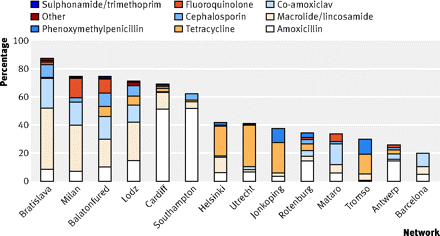 Sulphonamide/trimethoprim Fluoroquinolone Co-amoxiclav
Other Cephalosporin Macrolide/lincosamide
Phenoxymethylpenicillin Tetracycline Amoxicillin
Percentage
100
80
60
40
20
0
Bratislava
Milan
Balatonfured
Lodz
Cardiff
Southampton
Helsinki
Utrecht
Jonkoping
Rotenburg
Mataro
Tromso
Antwerp
Barcelona
Network